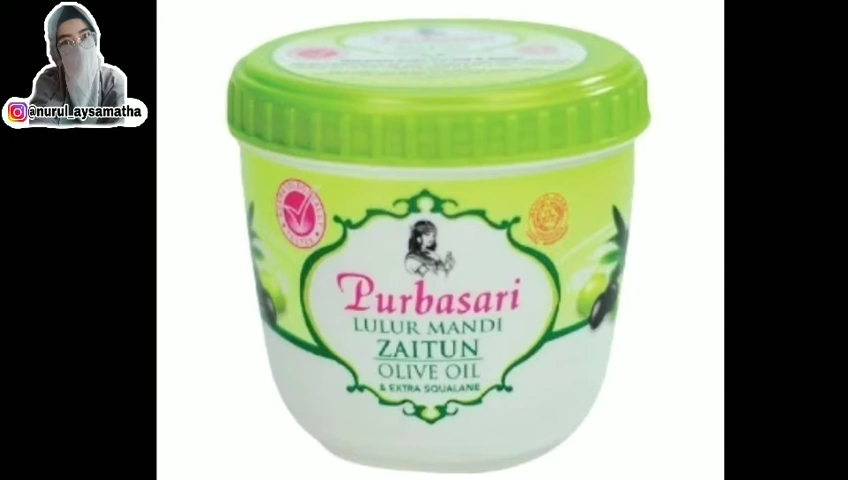 @nurul_aysamatha
Purbasari
LULUR MANDI
ZAITUN
OLIVE OIL
& EXTRA SQUALANE